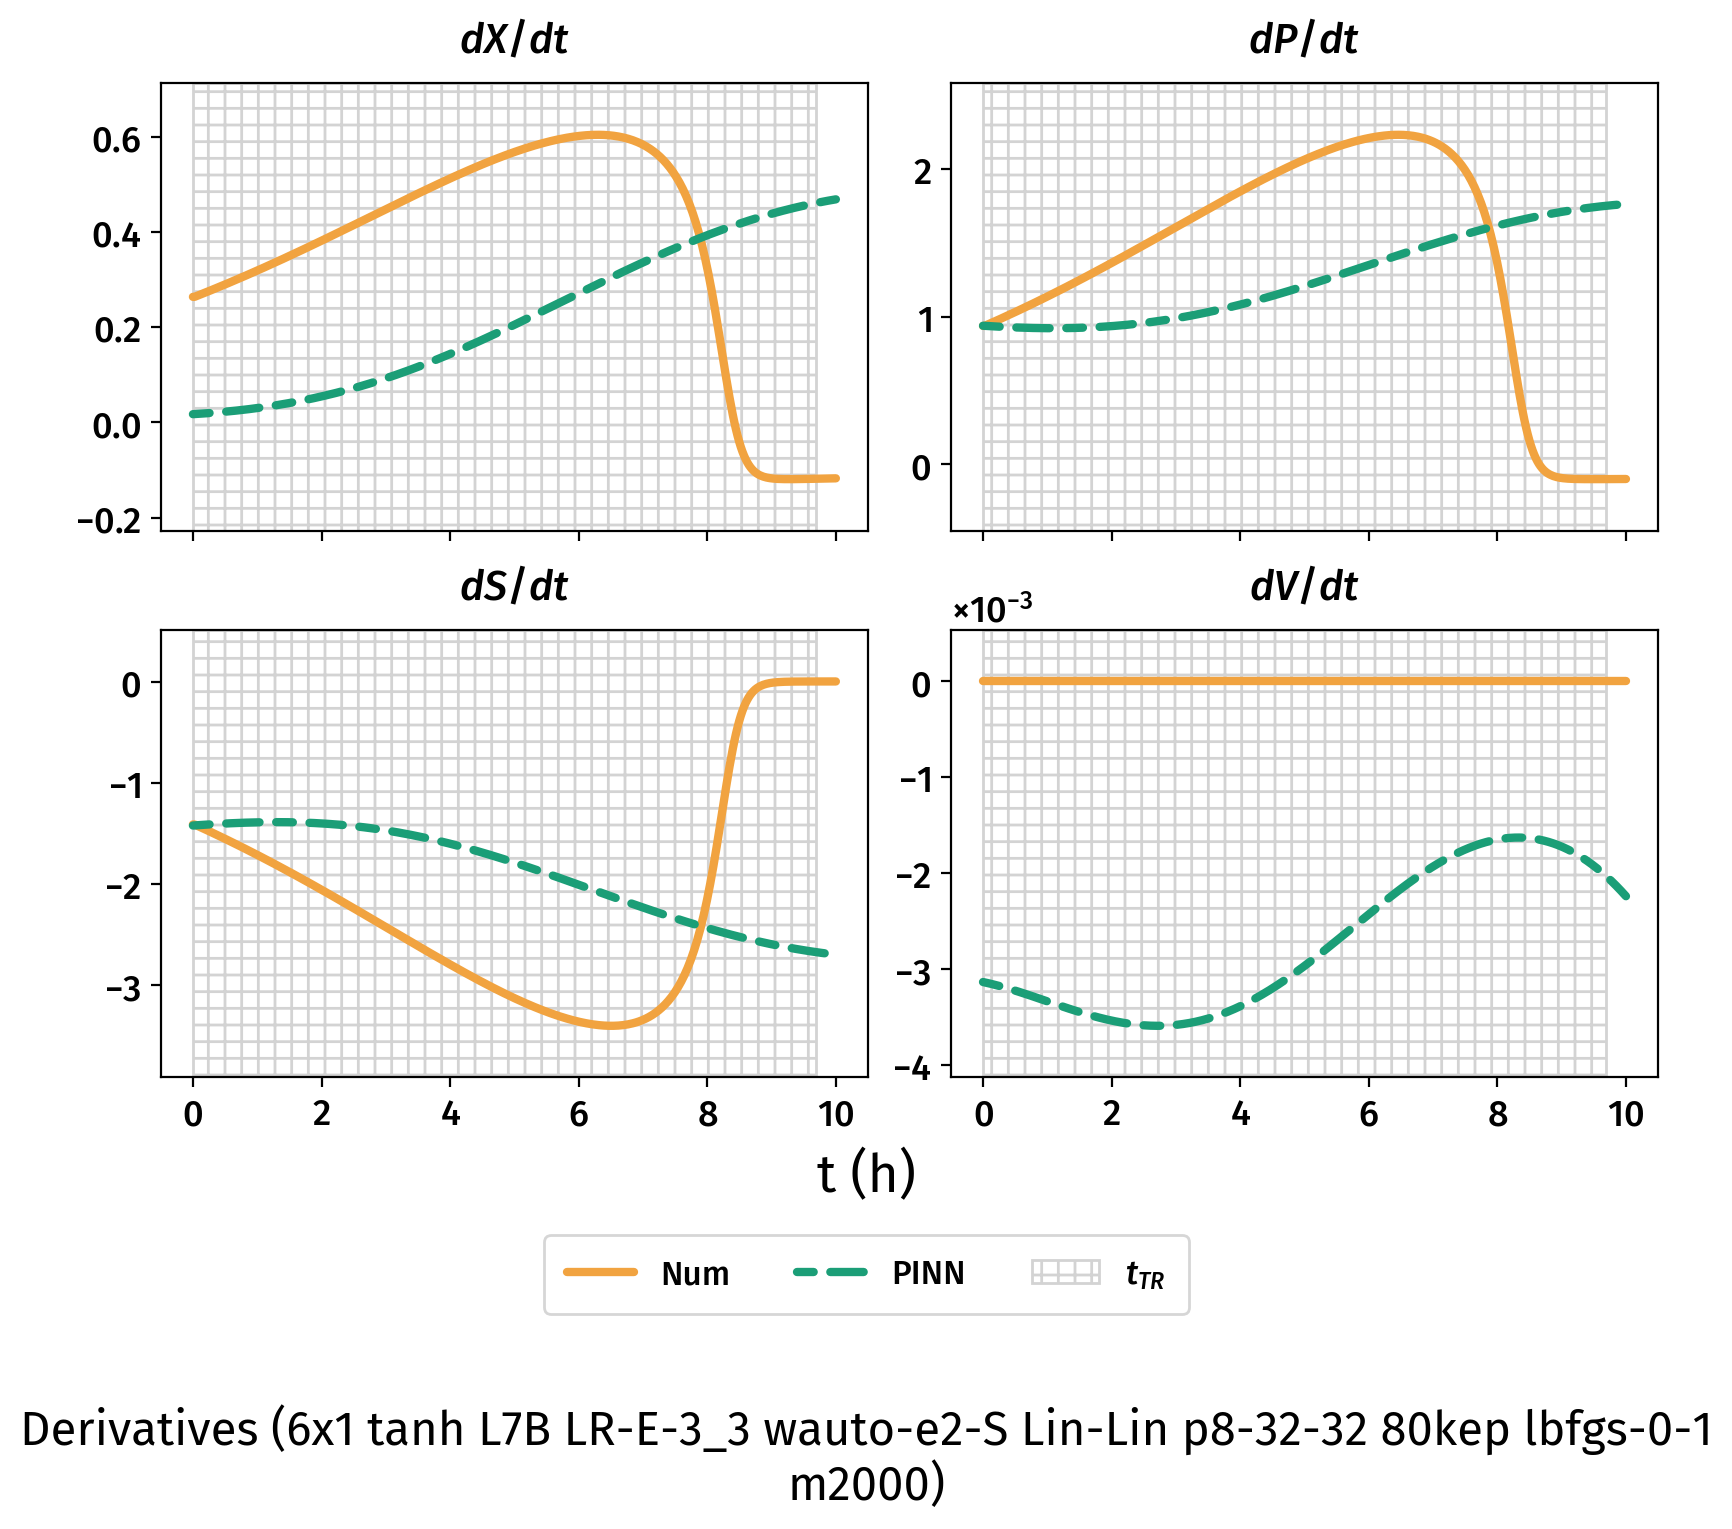 dX/dt
dP/dt
0.6
0.4
0.2
0.0
−0.2
2
1
0
dS/dt
dV/dt
×10⁻³
0
−1
−2
−3
0
−1
−2
−3
−4
0 2 4 6 8 10
0 2 4 6 8 10
t (h)
Num PINN t_TR
Derivatives (6x1 tanh L7B LR-E-3_3 wauto-e2-S Lin-Lin p8-32-32 80kep lbfgs-0-1
m2000)